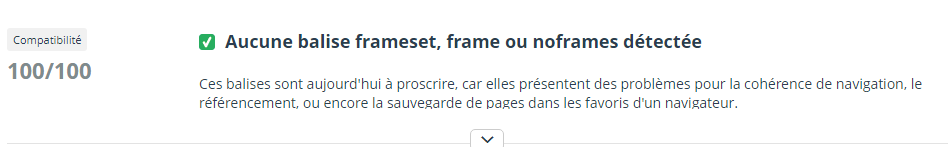 Compatibilité
100/100
Aucune balise frameset, frame ou noframes détectée
Ces balises sont aujourd'hui à proscrire, car elles présentent des problèmes pour la cohérence de navigation, le
référencement, ou encore la sauvegarde de pages dans les favoris d'un navigateur.